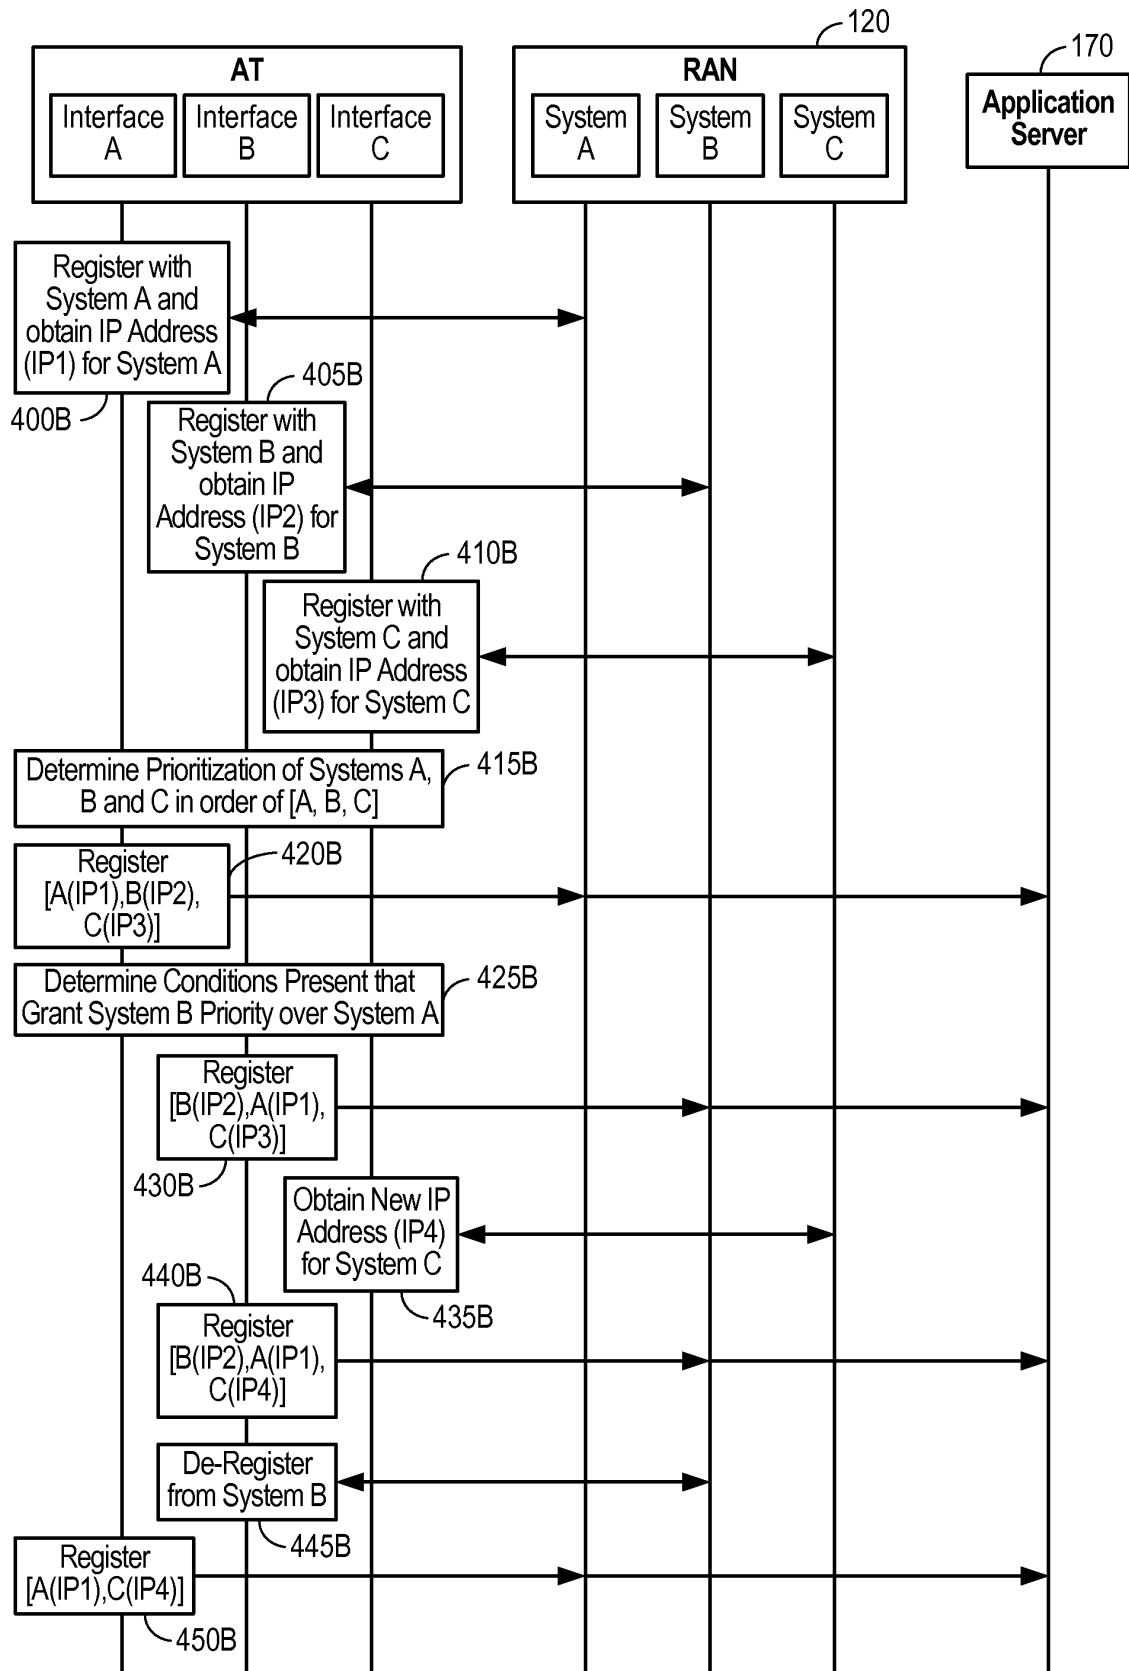 120
170
AT
RAN
Application
Server
Interface
A
Interface
B
Interface
C
System
A
System
B
System
C
Register with
System A and
obtain IP Address
(IP1) for System A
400B
405B
Register with
System B and
obtain IP
Address (IP2) for
System B
410B
Register with
System C and
obtain IP Address
(IP3) for System C
Determine Prioritization of Systems A,
B and C in order of [A, B, C]
415B
Register
[A(IP1),B(IP2),
C(IP3)]
420B
Determine Conditions Present that
Grant System B Priority over System A
425B
Register
[B(IP2),A(IP1),
C(IP3)]
430B
Obtain New IP
Address (IP4)
for System C
435B
440B
Register
[B(IP2),A(IP1),
C(IP4)]
De-Register
from System B
445B
Register
[A(IP1),C(IP4)]
450B